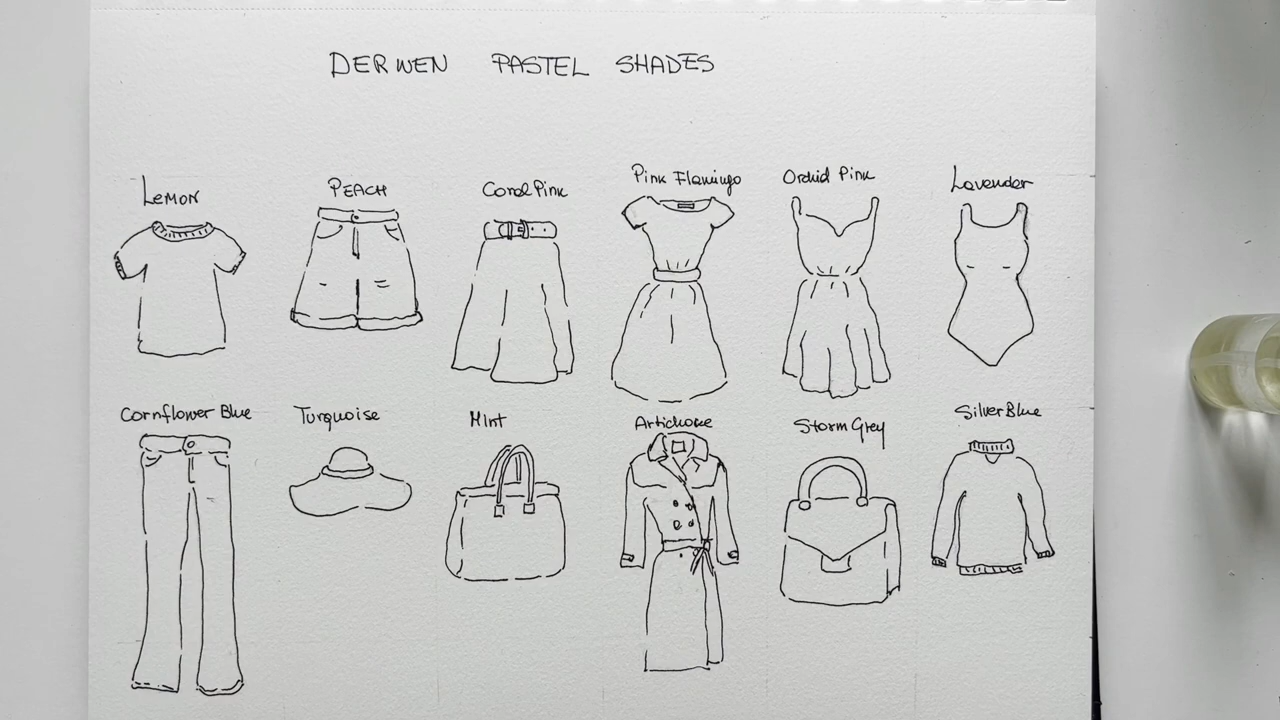 DERWEN PASTEL SHADES
LEMON
PEACH
Coral Pink
Pink Flamingo
Orchid Pink
Lavender
Cornflower Blue
Turquoise
Mint
Artichoke
Storm Grey
Silver Blue